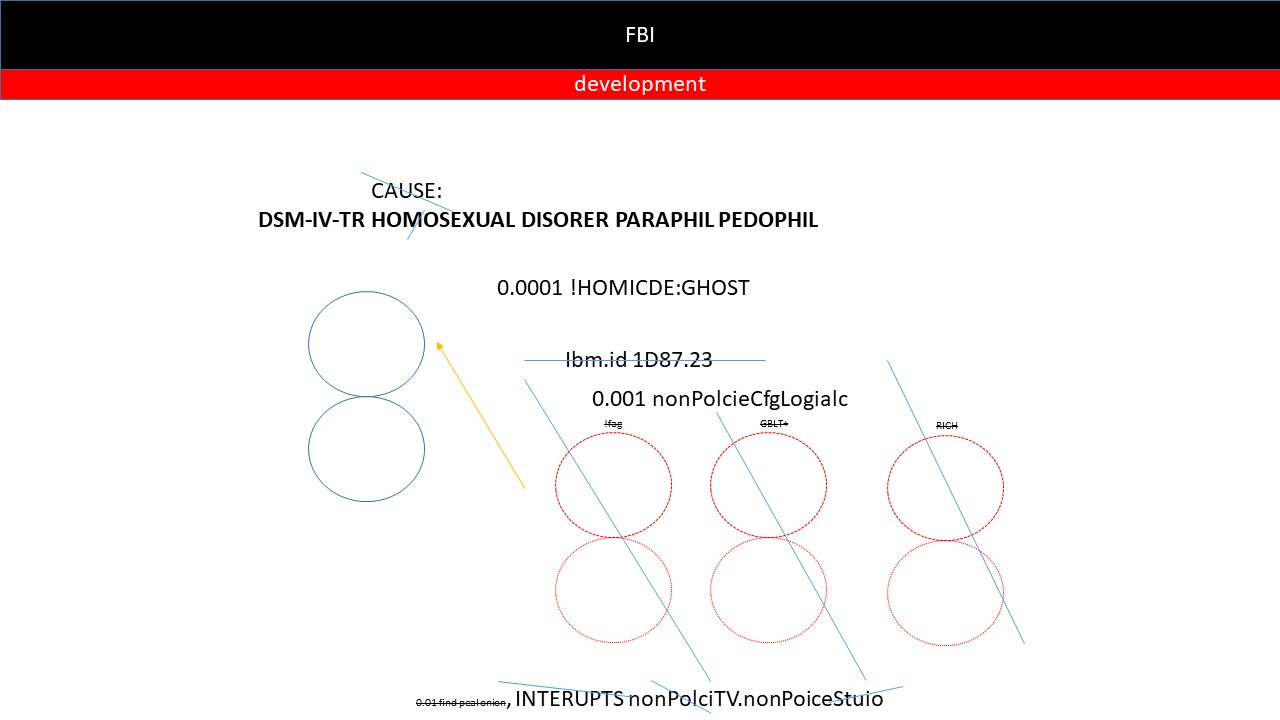 FBI
development
CAUSE:
DSM-IV-TR HOMOSEXUAL DISORER PARAPHIL PEDOPHIL
0.0001 !HOMICDE:GHOST
Ibm.id 1D87.23
0.001 nonPolcieCfgLogialc
!fag GBLT+ RICH
0.01 find pcal onion, INTERUPTS nonPolciTV.nonPoiceStuio